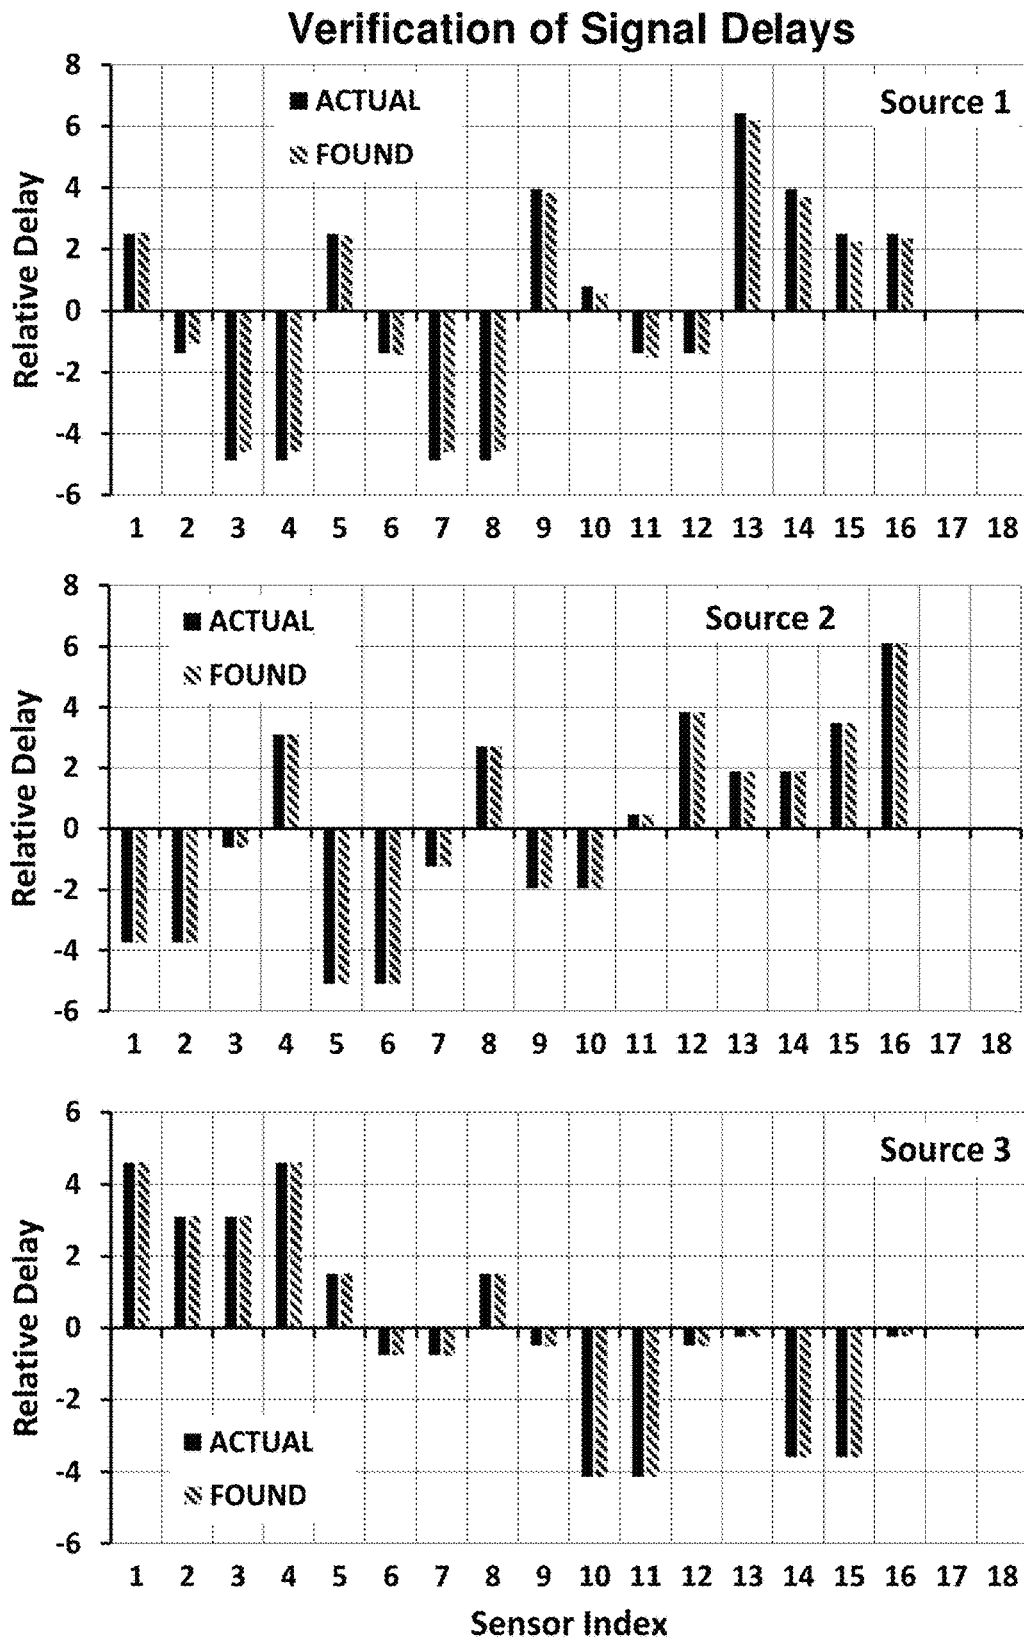 Verification of Signal Delays
8
6
4
2
0
-2
-4
-6
Relative Delay
ACTUAL
FOUND
Source 1
1 2 3 4 5 6 7 8 9 10 11 12 13 14 15 16 17 18
8
6
4
2
0
-2
-4
-6
Relative Delay
ACTUAL
FOUND
Source 2
1 2 3 4 5 6 7 8 9 10 11 12 13 14 15 16 17 18
6
4
2
0
-2
-4
-6
Relative Delay
Source 3
ACTUAL
FOUND
1 2 3 4 5 6 7 8 9 10 11 12 13 14 15 16 17 18
Sensor Index